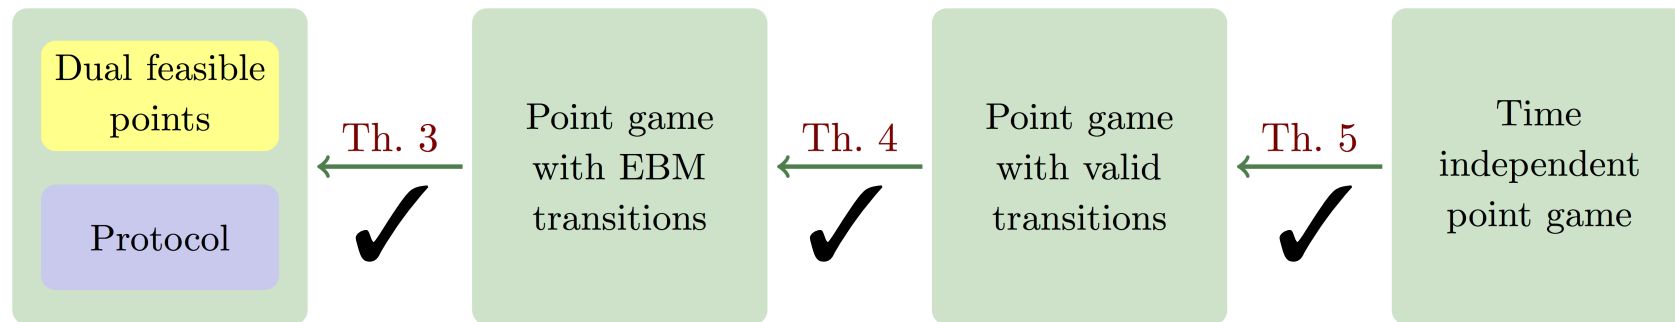 Dual feasible
points
Protocol
Th. 3
Point game
with EBM
transitions
Th. 4
Point game
with valid
transitions
Th. 5
Time
independent
point game